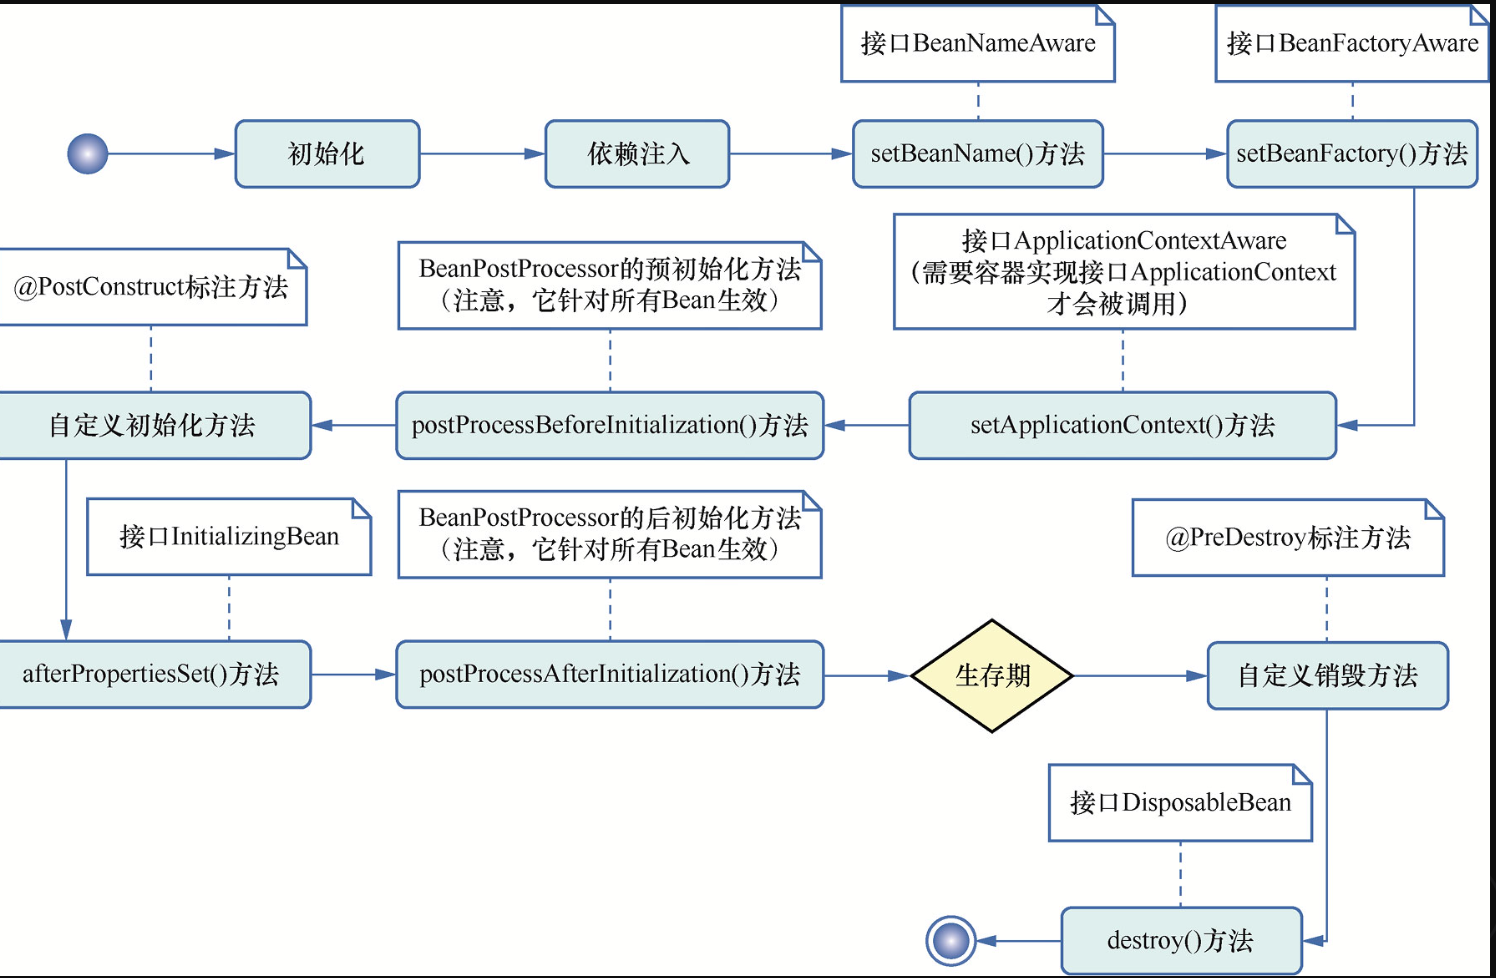 接口BeanNameAware
接口BeanFactoryAware
初始化
依赖注入
setBeanName()方法
setBeanFactory()方法
@PostConstruct标注方法
BeanPostProcessor的预初始化方法
（注意，它针对所有Bean生效）
接口ApplicationContextAware
（需要容器实现接口ApplicationContext
才会被调用）
自定义初始化方法
postProcessBeforeInitialization()方法
setApplicationContext()方法
接口InitializingBean
BeanPostProcessor的后初始化方法
（注意，它针对所有Bean生效）
@PreDestroy标注方法
afterPropertiesSet()方法
postProcessAfterInitialization()方法
生存期
自定义销毁方法
接口DisposableBean
destroy()方法